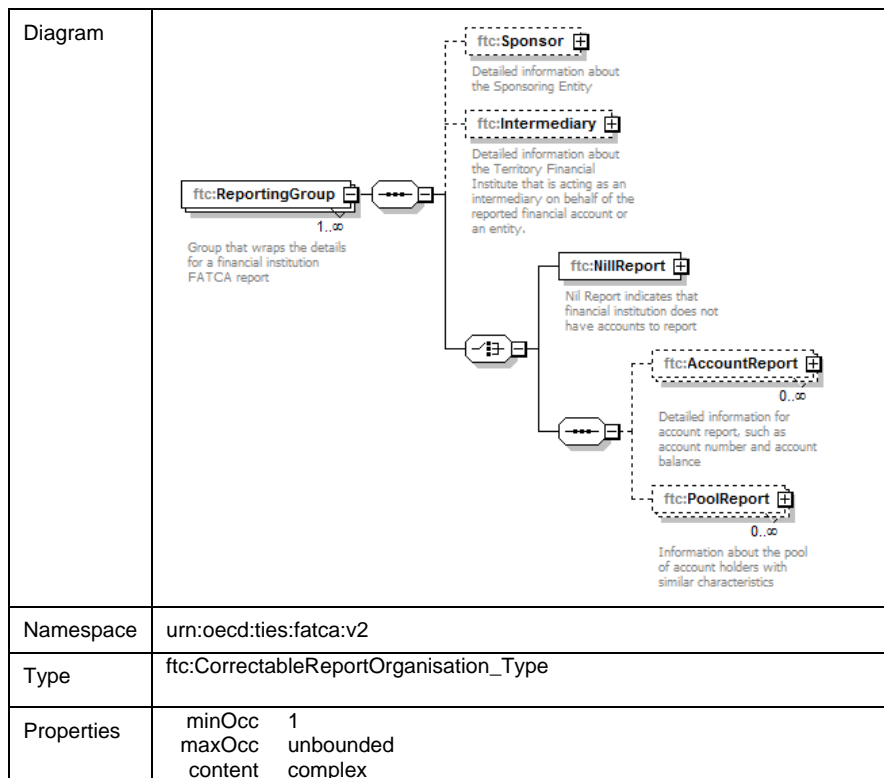 Diagram
ftc:Sponsor
Detailed information about
the Sponsoring Entity
ftc:Intermediary
Detailed information about
the Territory Financial
Institute that is acting as an
intermediary on behalf of the
reported financial account or
an entity.
ftc:ReportingGroup
1..∞
Group that wraps the details
for a financial institution
FATCA report
ftc:NillReport
Nil Report indicates that
financial institution does not
have accounts to report
ftc:AccountReport
0..∞
Detailed information for
account report, such as
account number and account
balance
ftc:PoolReport
0..∞
Information about the pool
of account holders with
similar characteristics
Namespace urn:oecd:ties:fatca:v2
Type ftc:CorrectableReportOrganisation_Type
Properties minOcc 1
maxOcc unbounded
content complex